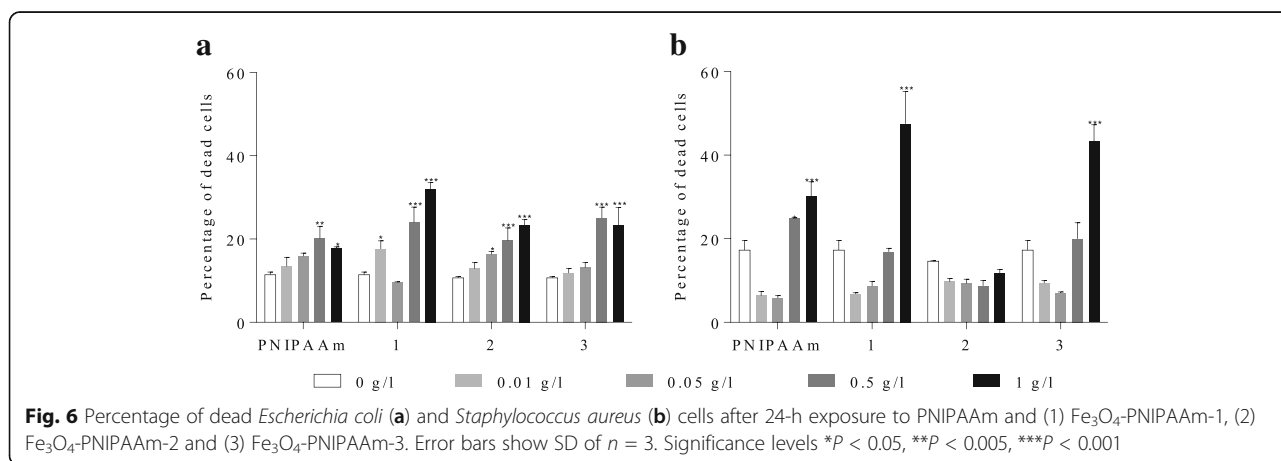 a
b
60
40
20
0
Percentage of dead cells
** * * *** *** * *** *** *** ***
PNIPAAm 1 2 3
60
40
20
0
Percentage of dead cells
*** *** ***
PNIPAAm 1 2 3
0 g/l 0.01 g/l 0.05 g/l 0.5 g/l 1 g/l
Fig. 6 Percentage of dead Escherichia coli (a) and Staphylococcus aureus (b) cells after 24-h exposure to PNIPAAm and (1) Fe₃O₄-PNIPAAm-1, (2)
Fe₃O₄-PNIPAAm-2 and (3) Fe₃O₄-PNIPAAm-3. Error bars show SD of n = 3. Significance levels *P < 0.05, **P < 0.005, ***P < 0.001